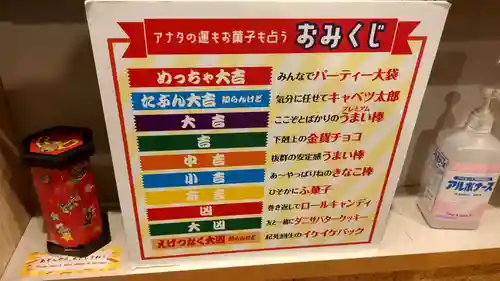 アナタの運もお菓子も占う おみくじ
めっちゃ大吉 みんなでパーティー大袋
たぶん大吉 知らんけど 気分に任せてキャベツ太郎
大吉 ここぞとばかりのプレミアムうまい棒
吉 下剋上の金貨チョコ
中吉 抜群の安定感うまい棒
小吉 あ〜やっぱりねのきなこ棒
末吉 ひそかにふ菓子
凶 巻き返してロールキャンディ
大凶 友と一緒にダニサバタークッキー
えげつなく大凶 起死回生のイケイケパック
アルボナース